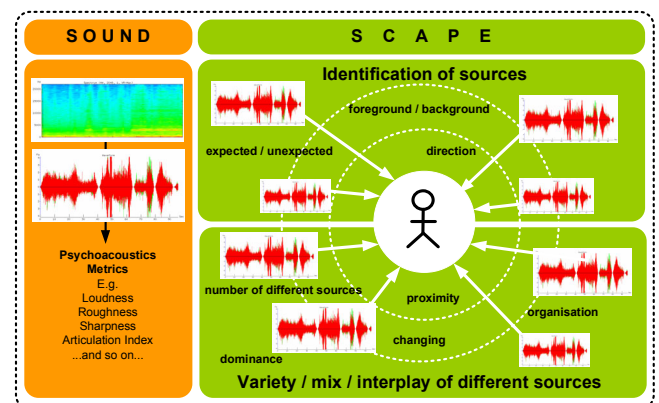 SOUND
SCAPE
Identification of sources
foreground / background
expected / unexpected
direction
Psychoacoustics
Metrics
E.g.
Loudness
Roughness
Sharpness
Articulation Index
...and so on...
number of different sources
proximity
organisation
changing
dominance
Variety / mix / interplay of different sources